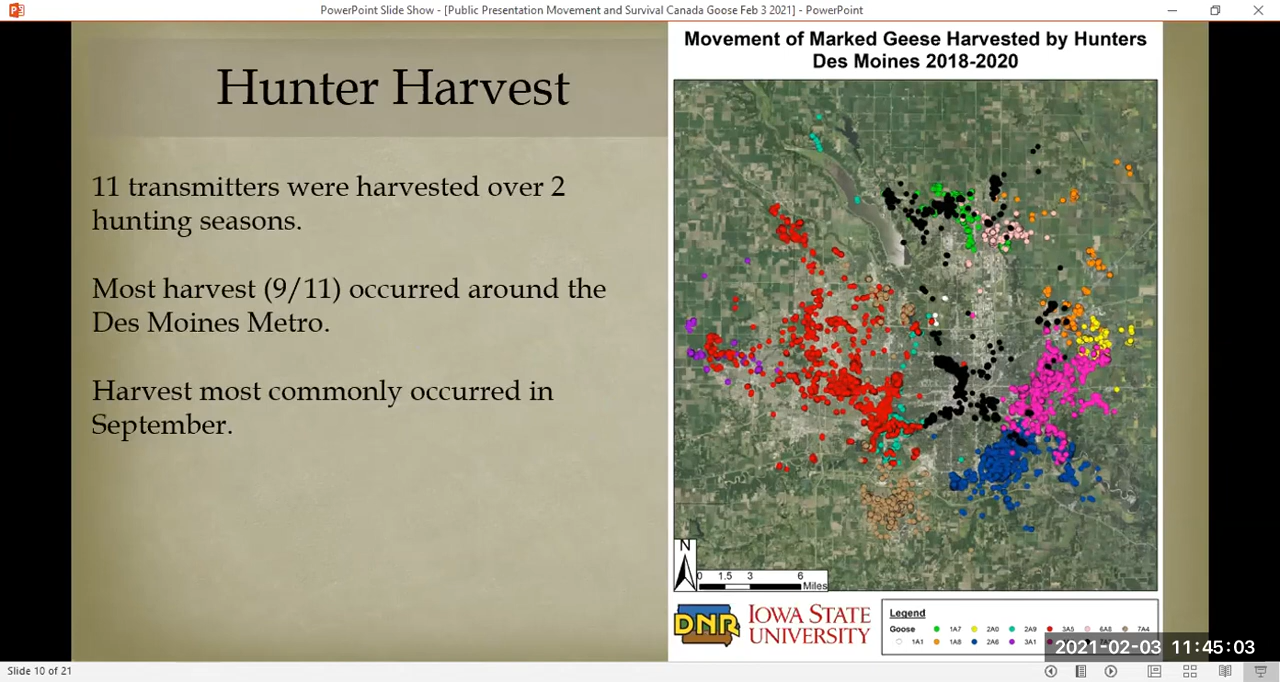 PowerPoint Slide Show - [Public Presentation Movement and Survival Canada Goose Feb 3 2021] - PowerPoint
Hunter Harvest
11 transmitters were harvested over 2
hunting seasons.
Most harvest (9/11) occurred around the
Des Moines Metro.
Harvest most commonly occurred in
September.
Movement of Marked Geese Harvested by Hunters
Des Moines 2018-2020
N
0 1.5 3 6
Miles
DNR
IOWA STATE
UNIVERSITY
Legend
Goose 1A7 2A0 2A9 3A5 6A8 7A4
1A1 1A8 2A6 3A1
2021-02-03 11:45:03
Slide 10 of 21